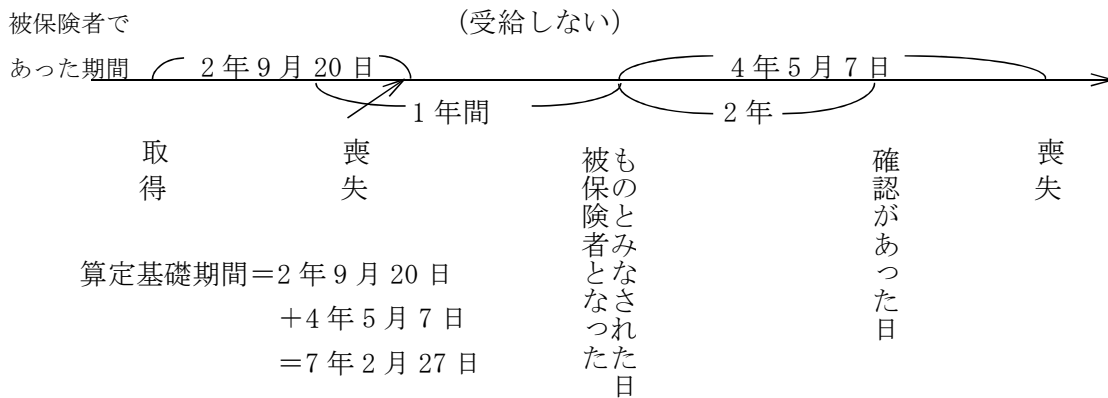 被保険者で
(受給しない)
あった期間
2年9月20日
4年5月7日
1年間
2年
取得
喪失
被保険者となった
ものとみなされた日
確認があった日
喪失
算定基礎期間=2年9月20日
+4年5月7日
=7年2月27日